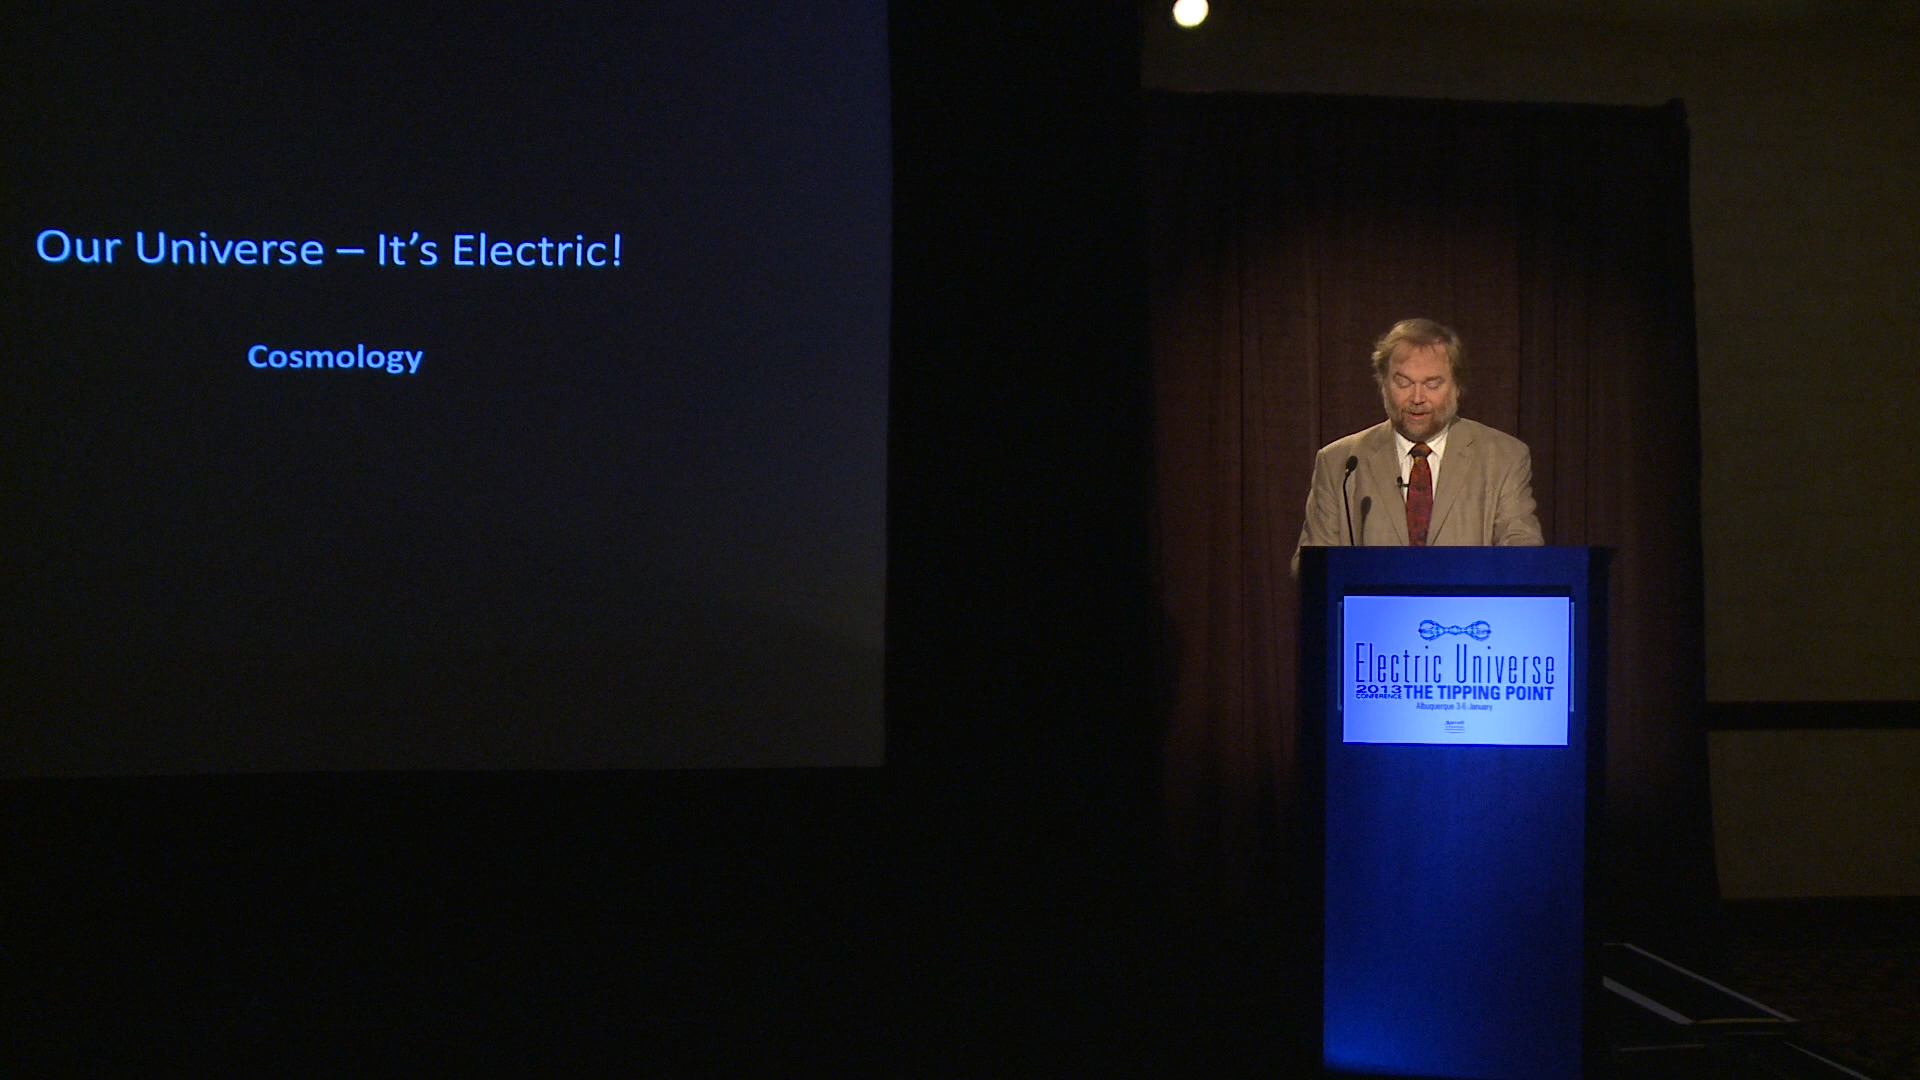 Our Universe – It's Electric!
Cosmology
Electric Universe
2013 CONFERENCE THE TIPPING POINT
Albuquerque 3-6 January